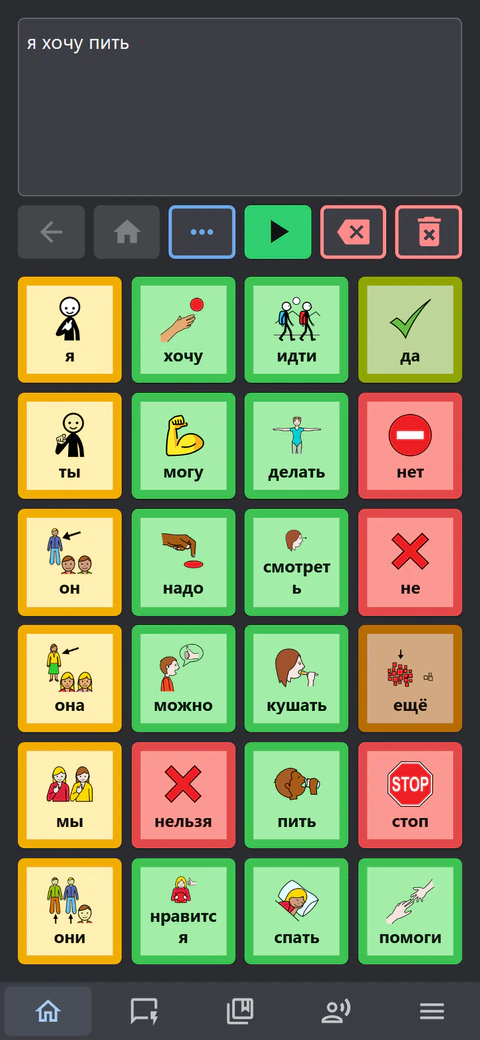 я хочу пить
я
хочу
идти
да
ты
могу
делать
нет
он
надо
смотрет
ь
не
она
можно
кушать
ещё
мы
нельзя
пить
STOP
стоп
они
нравитс
я
спать
помоги